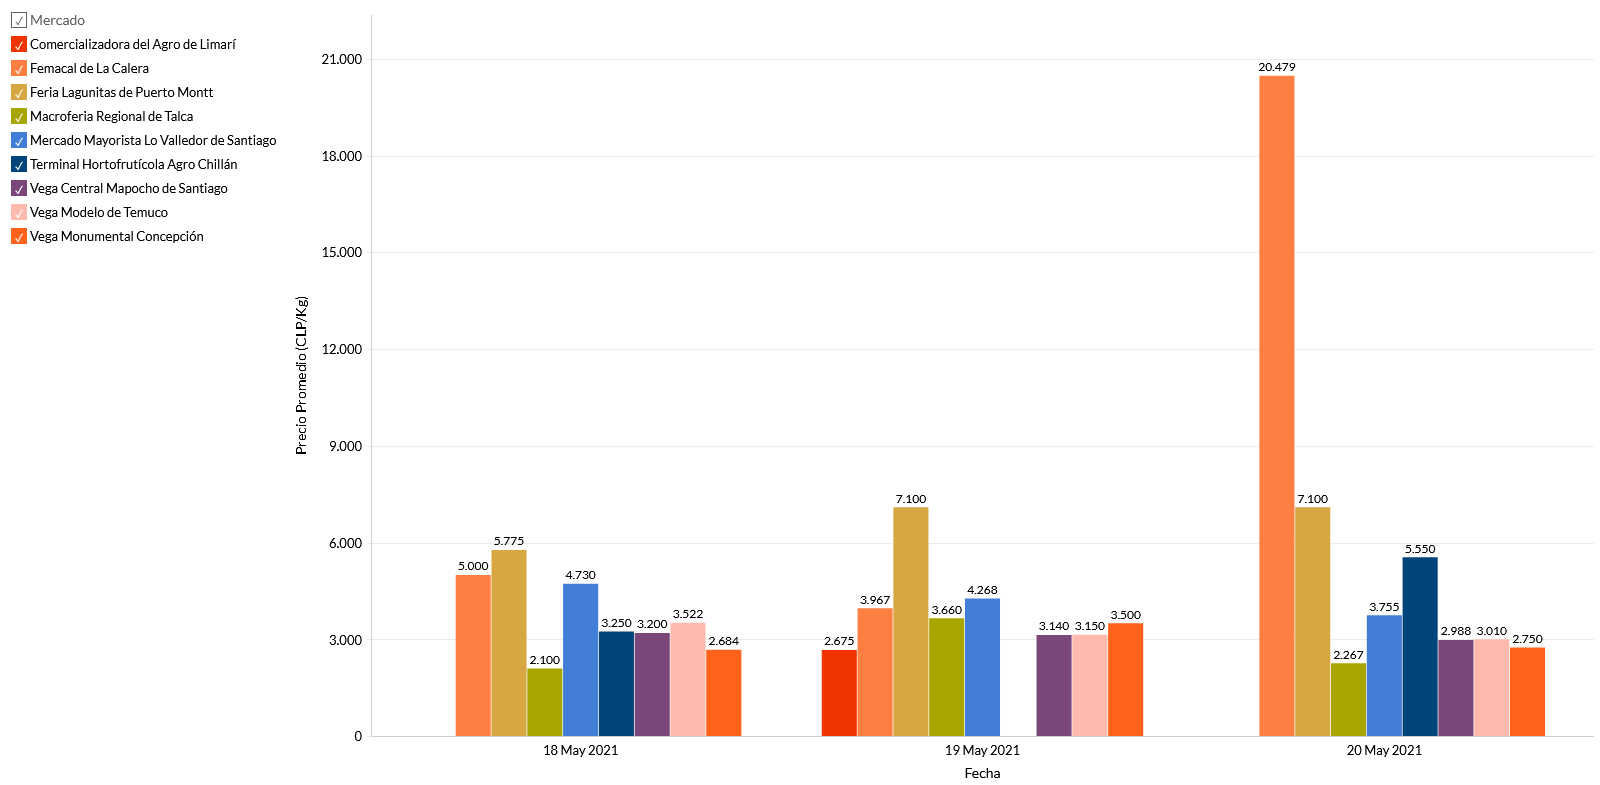 Mercado
Comercializadora del Agro de Limarí
Femacal de La Calera
Feria Lagunitas de Puerto Montt
Macroferia Regional de Talca
Mercado Mayorista Lo Valledor de Santiago
Terminal Hortofrutícola Agro Chillán
Vega Central Mapocho de Santiago
Vega Modelo de Temuco
Vega Monumental Concepción
Precio Promedio (CLP/Kg)
21.000
18.000
15.000
12.000
9.000
6.000
3.000
0
5.000
5.775
2.100
4.730
3.250
3.200
3.522
2.684
2.675
3.967
7.100
3.660
4.268
3.140
3.150
3.500
20.479
7.100
2.267
3.755
5.550
2.988
3.010
2.750
18 May 2021
19 May 2021
20 May 2021
Fecha